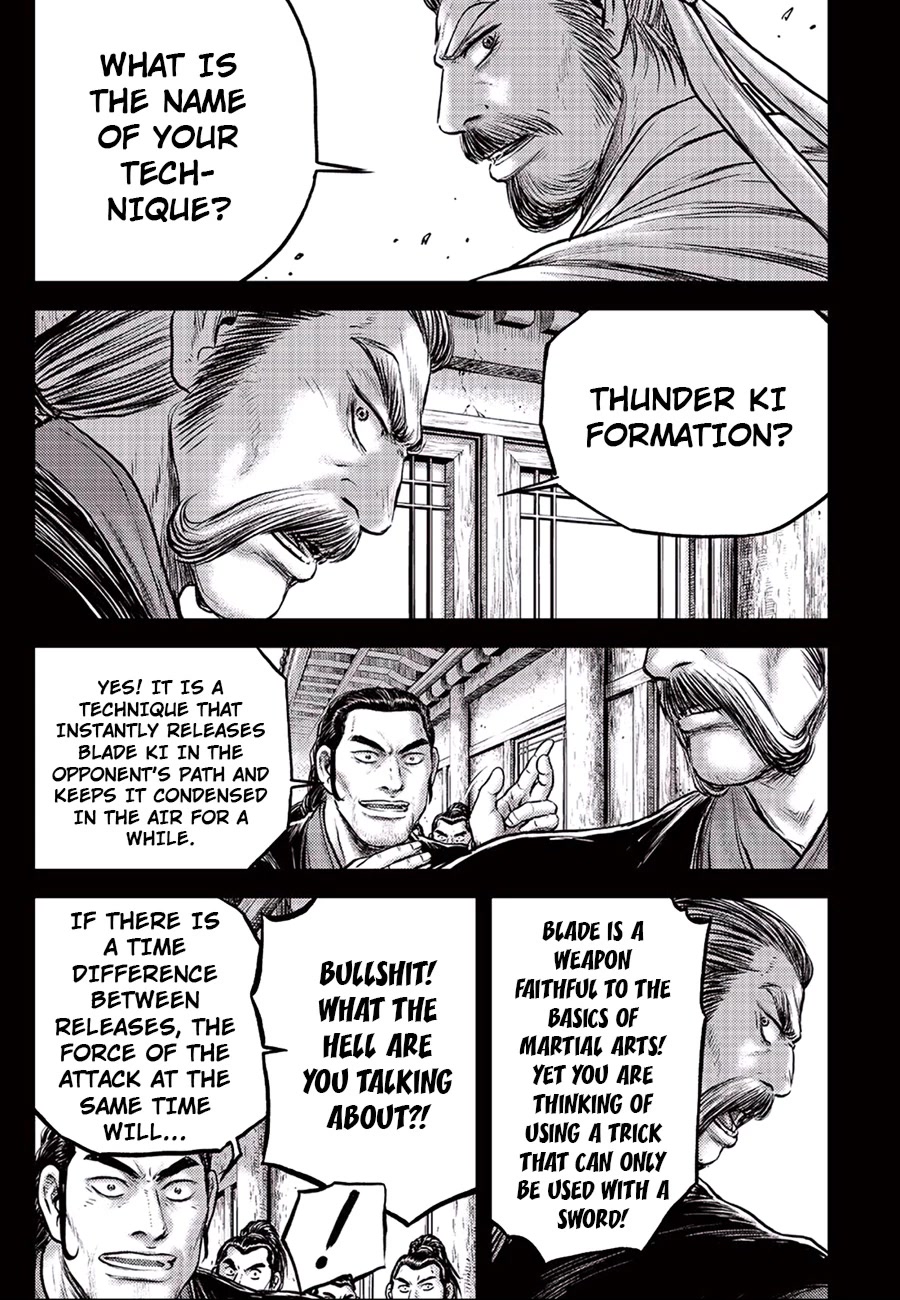 WHAT IS
THE NAME
OF YOUR
TECH-
NIQUE?
THUNDER KI
FORMATION?
YES! IT IS A
TECHNIQUE THAT
INSTANTLY RELEASES
BLADE KI IN THE
OPPONENT'S PATH AND
KEEPS IT CONDENSED
IN THE AIR FOR A
WHILE.
IF THERE IS
A TIME
DIFFERENCE
BETWEEN
RELEASES, THE
FORCE OF THE
ATTACK AT THE
SAME TIME
WILL...
BULLSHIT!
WHAT THE
HELL ARE
YOU TALKING
ABOUT?!
!
BLADE IS A
WEAPON
FAITHFUL TO THE
BASICS OF
MARTIAL ARTS!
YET YOU ARE
THINKING OF
USING A TRICK
THAT CAN ONLY
BE USED WITH A
SWORD!